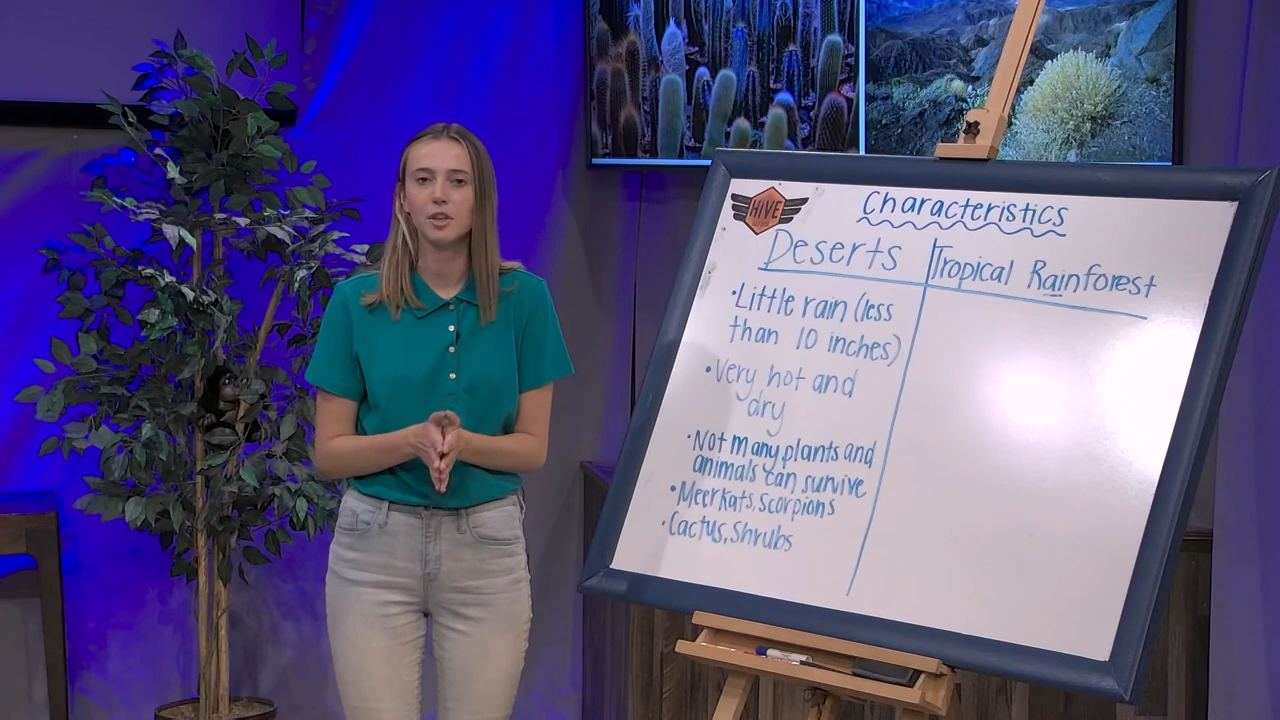 HIVE
Characteristics
Deserts
Tropical Rainforest
•Little rain (less
than 10 inches)
•Very hot and
dry
•Not many plants and
animals can survive
•Meerkats, scorpions
•Cactus, shrubs